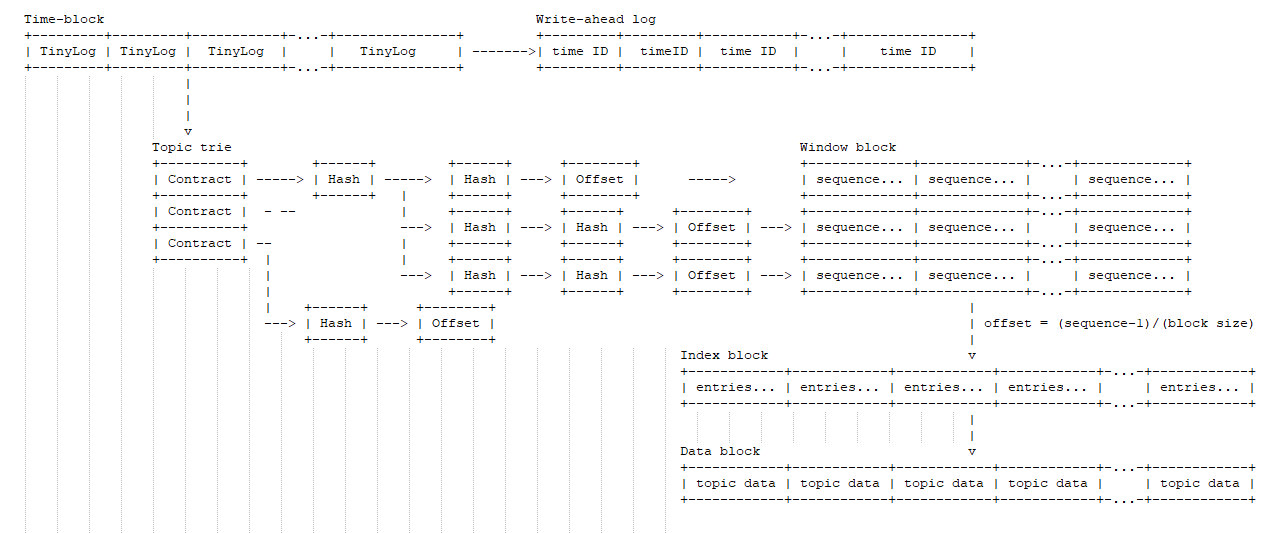 Time-block Write-ahead log
TinyLog TinyLog TinyLog ... TinyLog time ID timeID time ID ... time ID
Topic trie Window block
Contract Hash Hash Offset sequence... sequence... sequence...
Contract
Hash Hash Offset sequence... sequence... sequence...
Contract
Hash Hash Offset sequence... sequence... sequence...
Hash Offset offset = (sequence-1)/(block size)
Index block
entries... entries... entries... entries... entries...
Data block
topic data topic data topic data topic data topic data